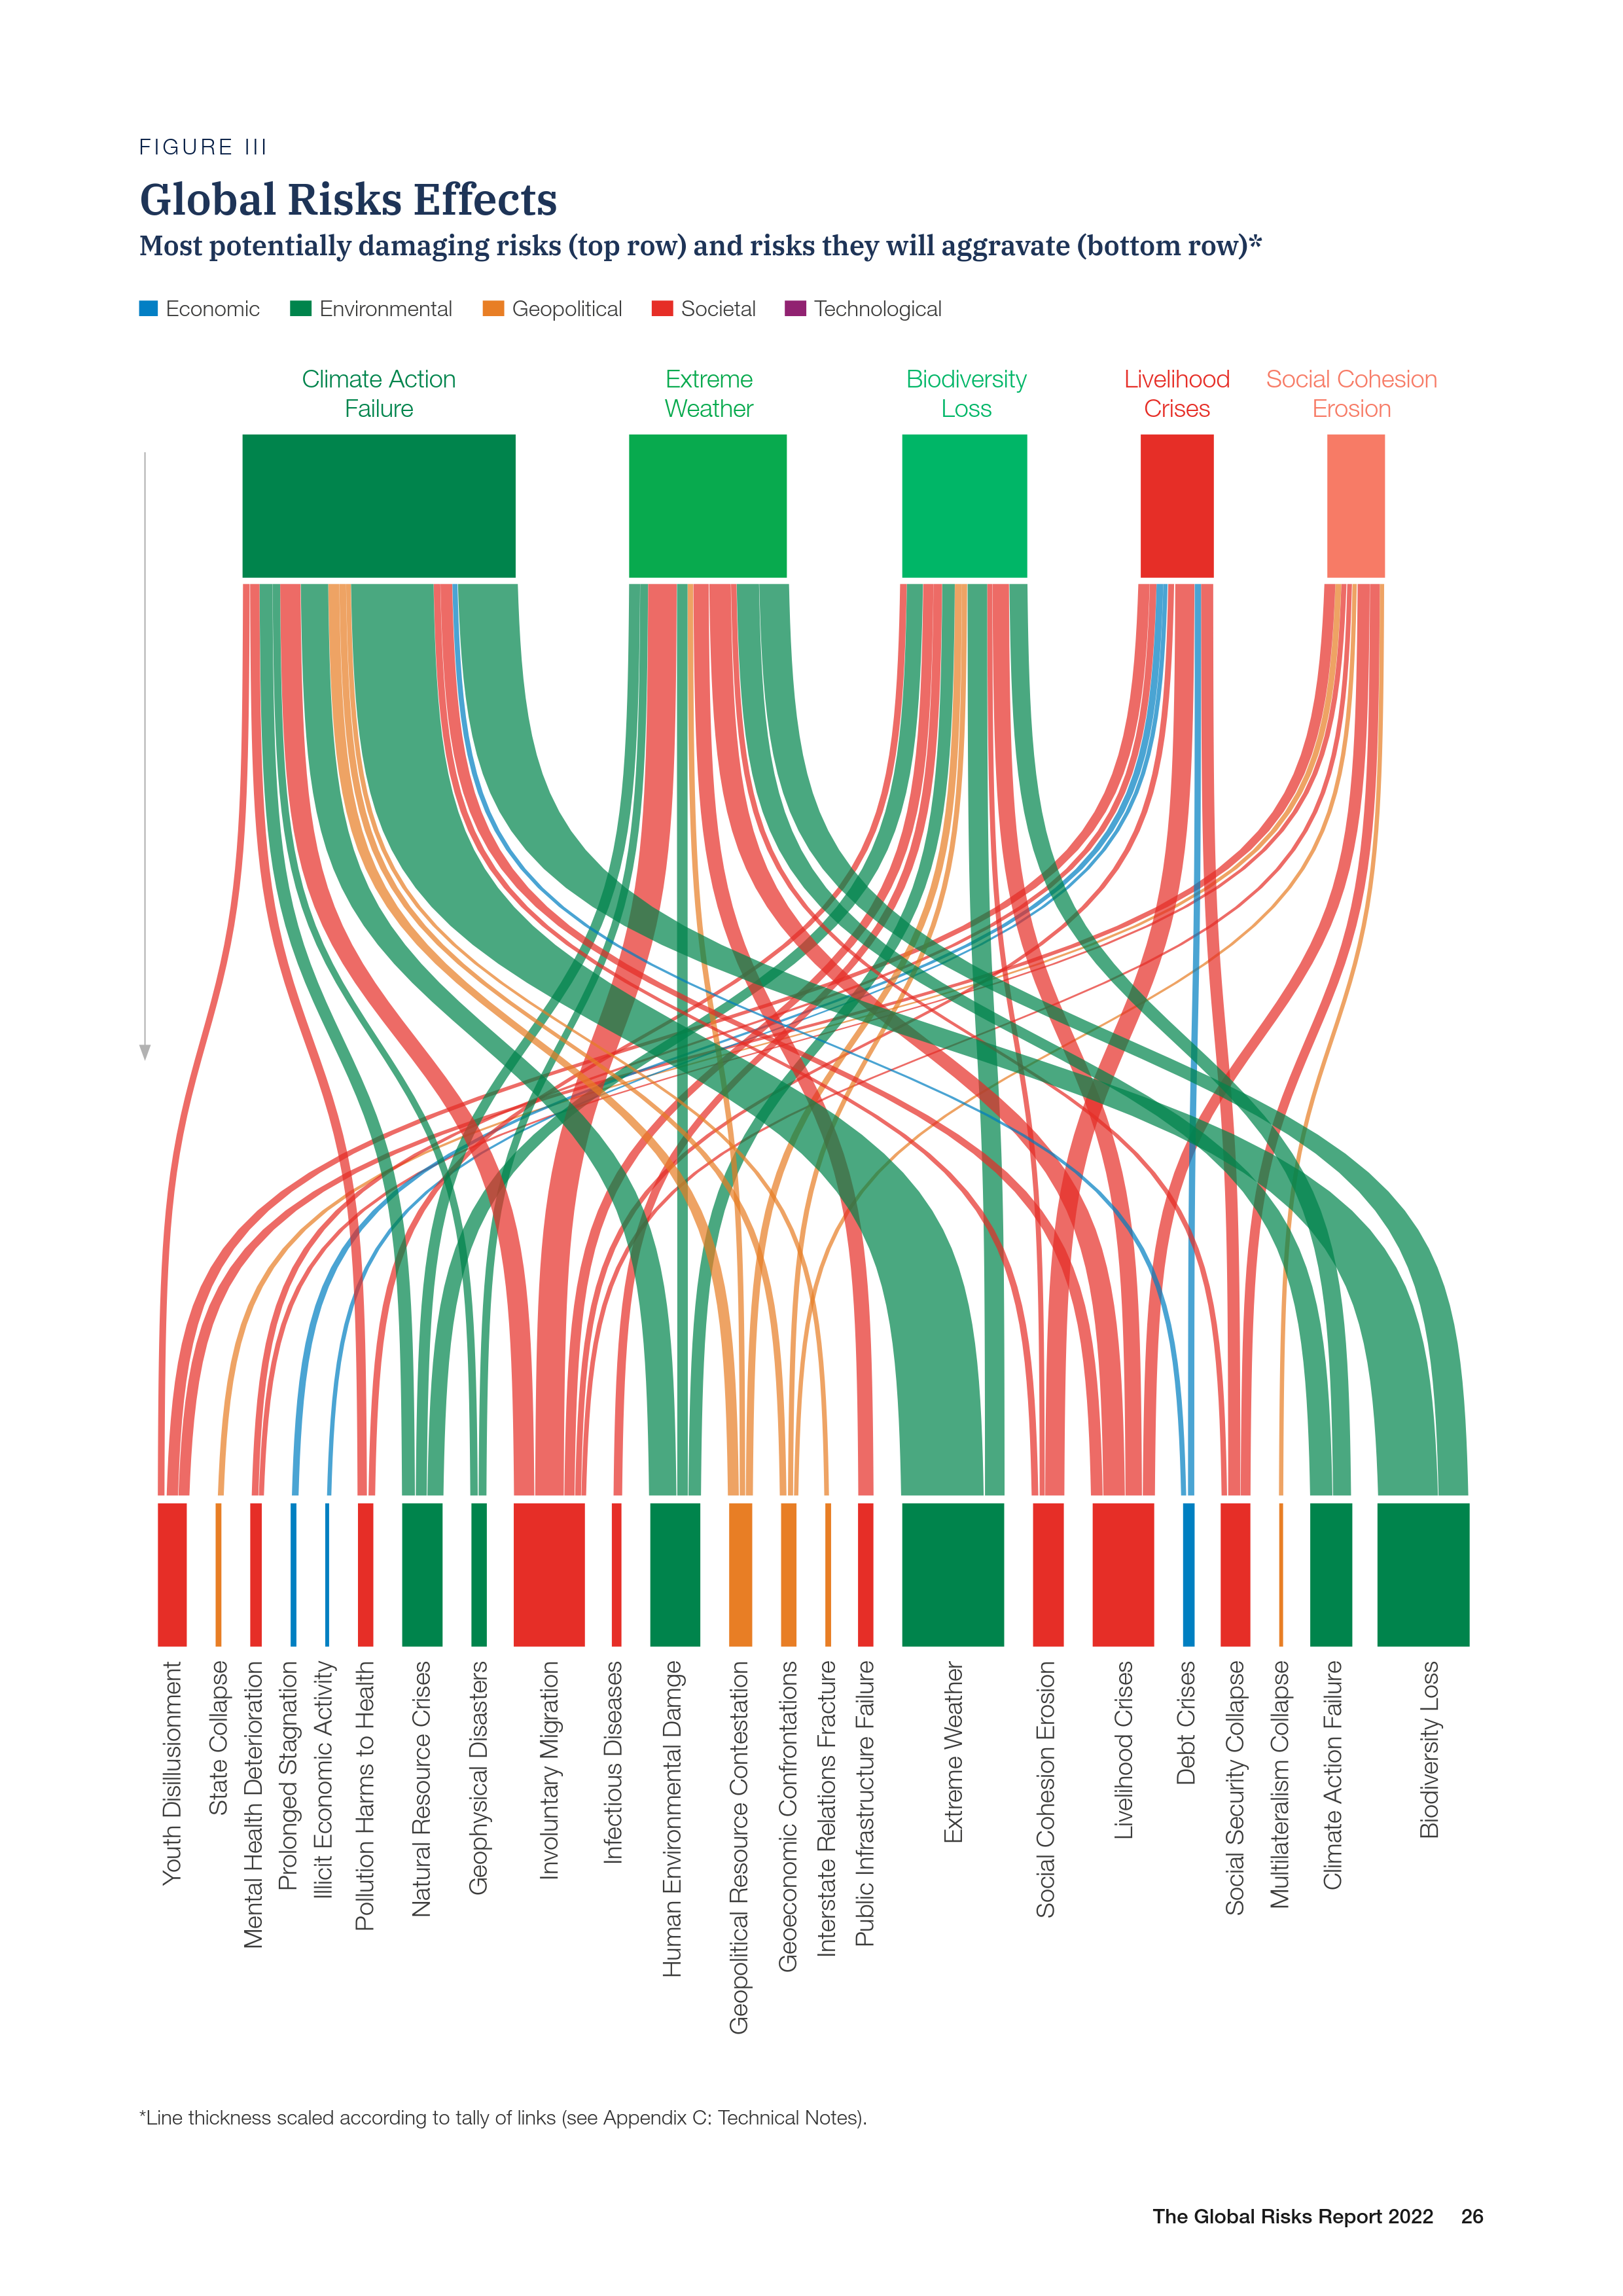 FIGURE III
Global Risks Effects
Most potentially damaging risks (top row) and risks they will aggravate (bottom row)*
Economic Environmental Geopolitical Societal Technological
Climate Action
Failure
Extreme
Weather
Biodiversity
Loss
Livelihood
Crises
Social Cohesion
Erosion
Youth Disillusionment
State Collapse
Mental Health Deterioration
Prolonged Stagnation
Illicit Economic Activity
Pollution Harms to Health
Natural Resource Crises
Geophysical Disasters
Involuntary Migration
Infectious Diseases
Human Environmental Damge
Geopolitical Resource Contestation
Geoeconomic Confrontations
Interstate Relations Fracture
Public Infrastructure Failure
Extreme Weather
Social Cohesion Erosion
Livelihood Crises
Debt Crises
Social Security Collapse
Multilateralism Collapse
Climate Action Failure
Biodiversity Loss
*Line thickness scaled according to tally of links (see Appendix C: Technical Notes).
The Global Risks Report 2022 26